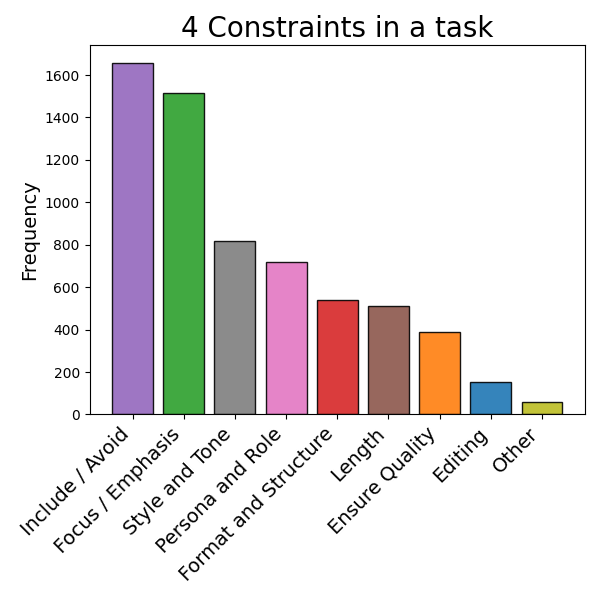 4 Constraints in a task
Frequency
1600
1400
1200
1000
800
600
400
200
0
Include / Avoid
Focus / Emphasis
Style and Tone
Persona and Role
Format and Structure
Length
Ensure Quality
Editing
Other